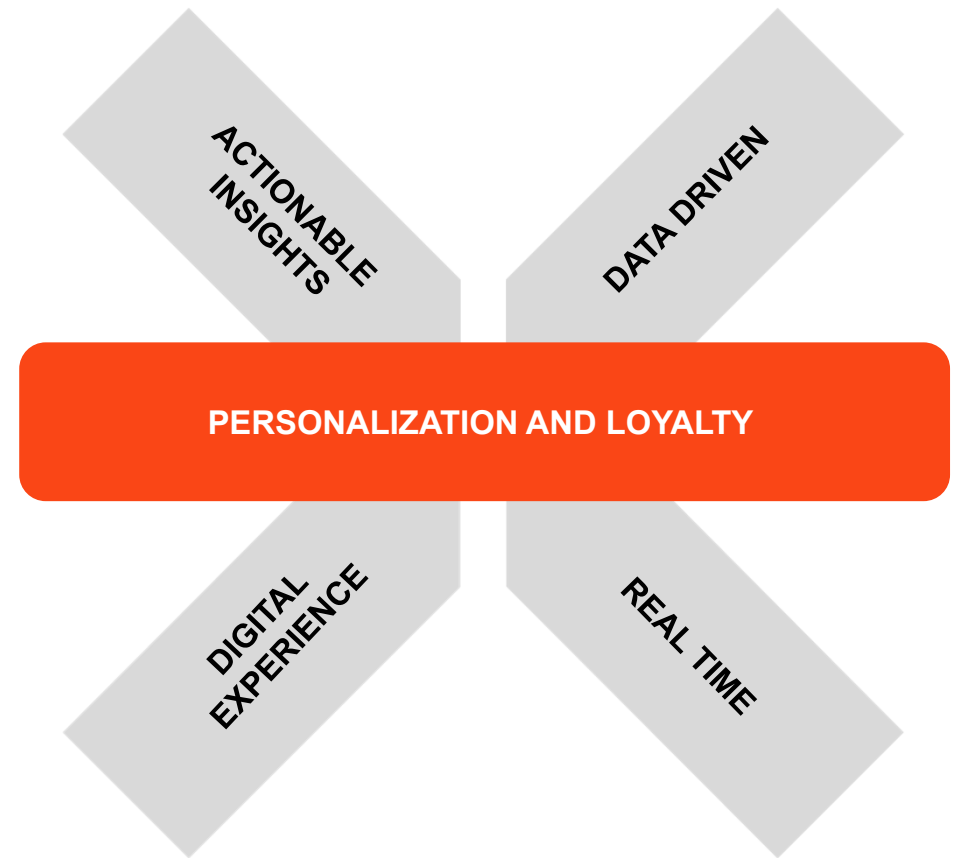 ACTIONABLE
INSIGHTS
DATA DRIVEN
PERSONALIZATION AND LOYALTY
DIGITAL
EXPERIENCE
REAL TIME